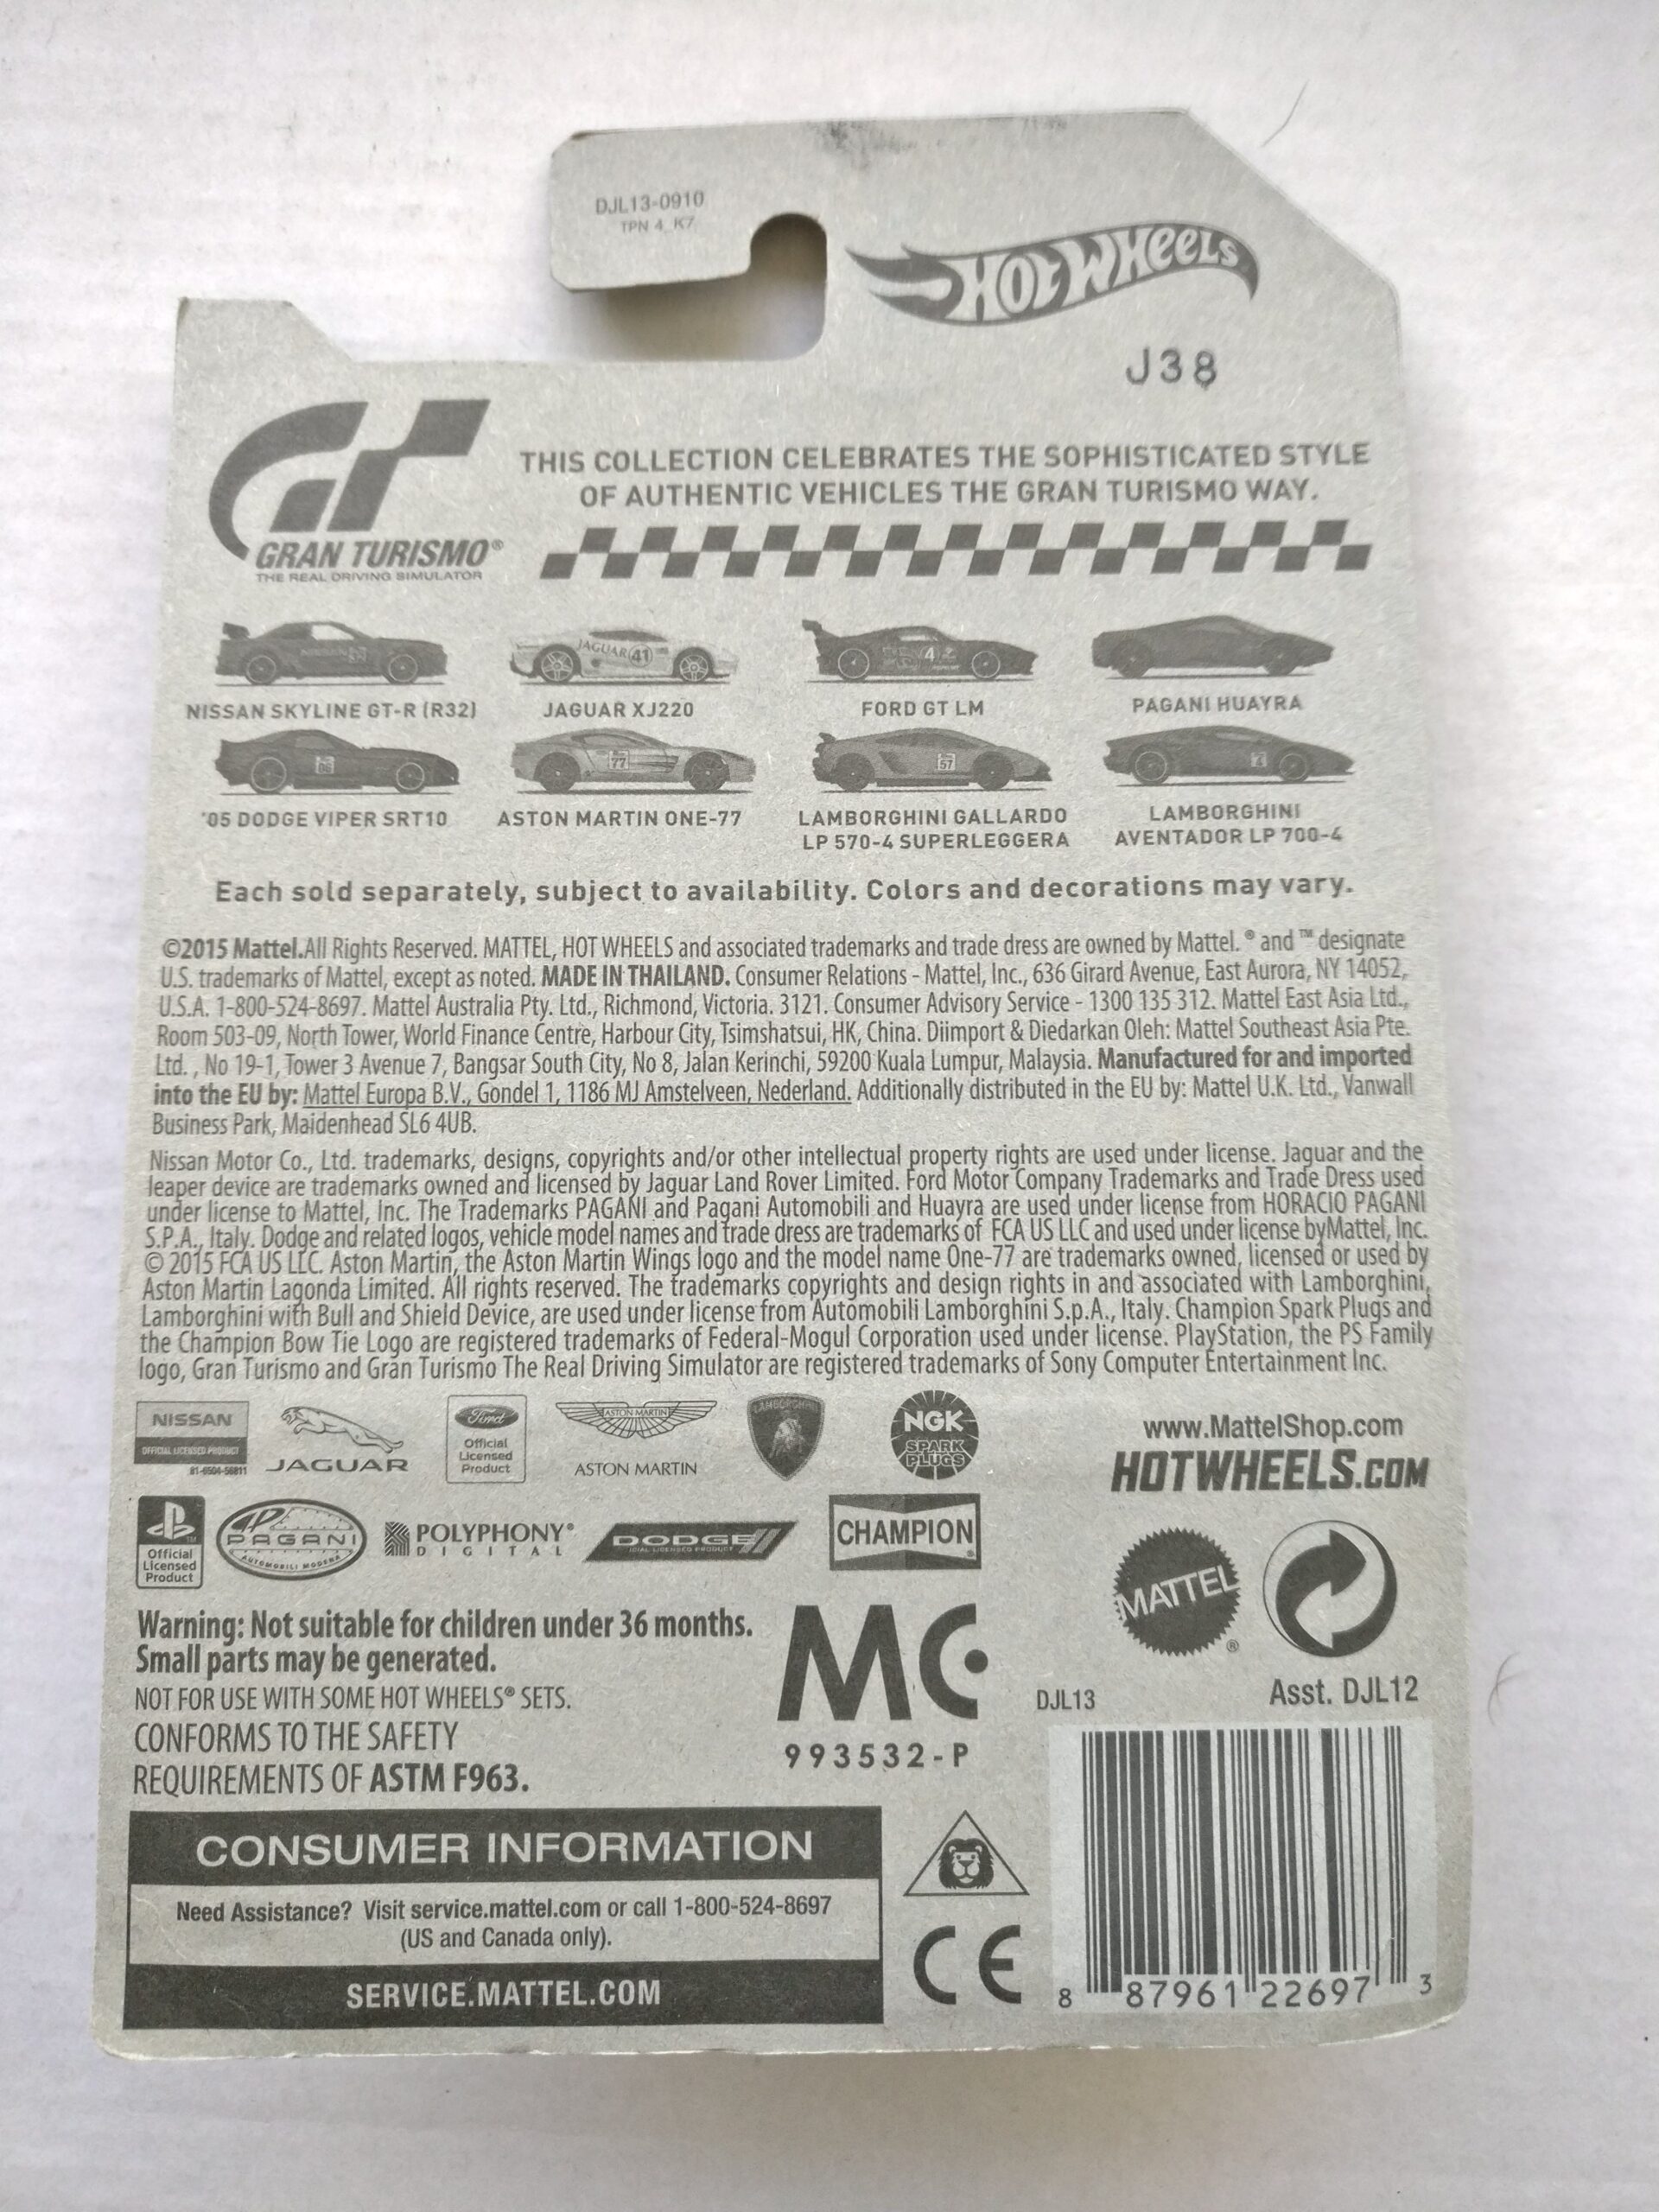 DJL13-0910
TPN 4 K7
HOT WHEELS
J38
GRAN TURISMO®
THE REAL DRIVING SIMULATOR
THIS COLLECTION CELEBRATES THE SOPHISTICATED STYLE
OF AUTHENTIC VEHICLES THE GRAN TURISMO WAY.
JAGUAR 41
4
NISSAN SKYLINE GT-R (R32)
JAGUAR XJ220
FORD GT LM
PAGANI HUAYRA
06
77
57
'05 DODGE VIPER SRT10
ASTON MARTIN ONE-77
LAMBORGHINI GALLARDO
LP 570-4 SUPERLEGGERA
LAMBORGHINI
AVENTADOR LP 700-4
Each sold separately, subject to availability. Colors and decorations may vary.
©2015 Mattel.All Rights Reserved. MATTEL, HOT WHEELS and associated trademarks and trade dress are owned by Mattel. ® and ™ designate
U.S. trademarks of Mattel, except as noted. MADE IN THAILAND. Consumer Relations - Mattel, Inc., 636 Girard Avenue, East Aurora, NY 14052,
U.S.A. 1-800-524-8697. Mattel Australia Pty. Ltd., Richmond, Victoria. 3121. Consumer Advisory Service - 1300 135 312. Mattel East Asia Ltd.,
Room 503-09, North Tower, World Finance Centre, Harbour City, Tsimshatsui, HK, China. Diimport & Diedarkan Oleh: Mattel Southeast Asia Pte.
Ltd. , No 19-1, Tower 3 Avenue 7, Bangsar South City, No 8, Jalan Kerinchi, 59200 Kuala Lumpur, Malaysia. Manufactured for and imported
into the EU by: Mattel Europa B.V., Gondel 1, 1186 MJ Amstelveen, Nederland. Additionally distributed in the EU by: Mattel U.K. Ltd., Vanwall
Business Park, Maidenhead SL6 4UB.
Nissan Motor Co., Ltd. trademarks, designs, copyrights and/or other intellectual property rights are used under license. Jaguar and the
leaper device are trademarks owned and licensed by Jaguar Land Rover Limited. Ford Motor Company Trademarks and Trade Dress used
under license to Mattel, Inc. The Trademarks PAGANI and Pagani Automobili and Huayra are used under license from HORACIO PAGANI
S.P.A., Italy. Dodge and related logos, vehicle model names and trade dress are trademarks of FCA US LLC and used under license byMattel, Inc.
© 2015 FCA US LLC. Aston Martin, the Aston Martin Wings logo and the model name One-77 are trademarks owned, licensed or used by
Aston Martin Lagonda Limited. All rights reserved. The trademarks copyrights and design rights in and associated with Lamborghini,
Lamborghini with Bull and Shield Device, are used under license from Automobili Lamborghini S.p.A., Italy. Champion Spark Plugs and
the Champion Bow Tie Logo are registered trademarks of Federal-Mogul Corporation used under license. PlayStation, the PS Family
logo, Gran Turismo and Gran Turismo The Real Driving Simulator are registered trademarks of Sony Computer Entertainment Inc.
NISSAN
OFFICIAL LICENSED PRODUCT
JAGUAR
Ford
Official
Licensed
Product
ASTON MARTIN
ASTON MARTIN
LAMBORGHINI
NGK
SPARK
PLUGS
www.MattelShop.com
HOTWHEELS.COM
Official
Licensed
Product
PAGANI
AUTOMOBILI MODENA
POLYPHONY®
DIGITAL
DODGE
CHAMPION®
MATTEL®
Warning: Not suitable for children under 36 months.
Small parts may be generated.
NOT FOR USE WITH SOME HOT WHEELS® SETS.
CONFORMS TO THE SAFETY
REQUIREMENTS OF ASTM F963.
MC
993532-P
DJL13
Asst. DJL12
CONSUMER INFORMATION
Need Assistance? Visit service.mattel.com or call 1-800-524-8697
(US and Canada only).
SERVICE.MATTEL.COM
CE
8 87961 22697 3